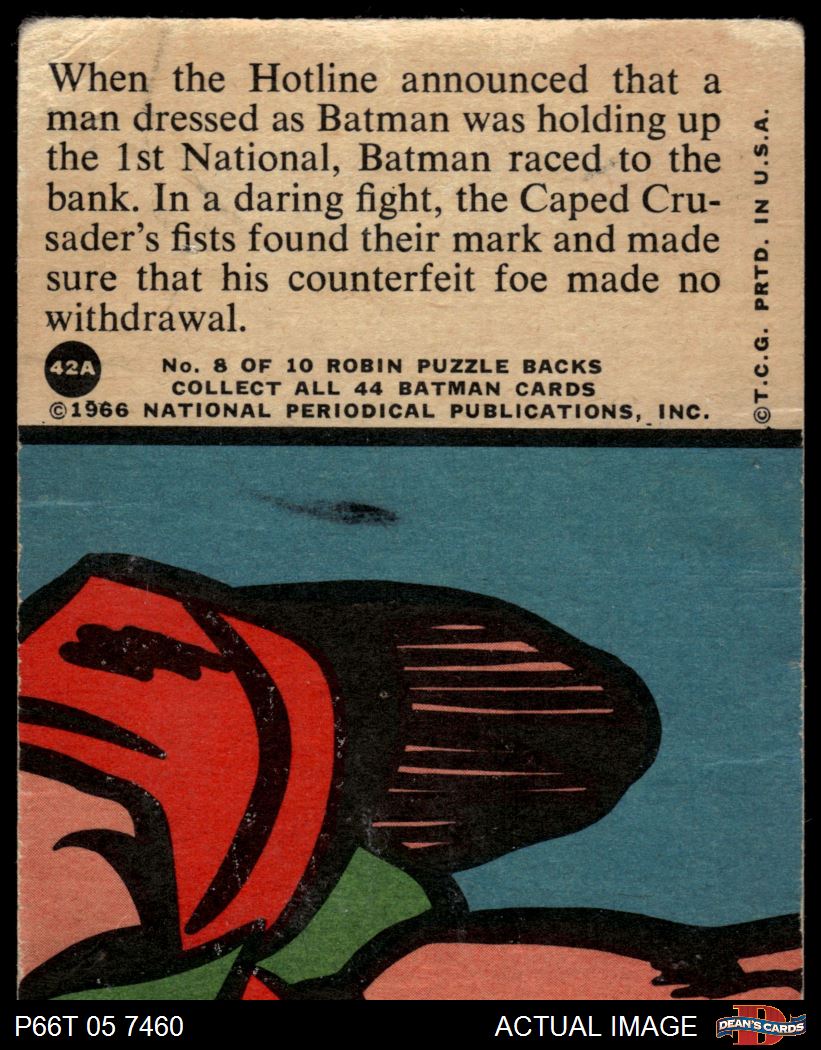 When the Hotline announced that a
man dressed as Batman was holding up
the 1st National, Batman raced to the
bank. In a daring fight, the Caped Cru-
sader's fists found their mark and made
sure that his counterfeit foe made no
withdrawal.
42A
No. 8 OF 10 ROBIN PUZZLE BACKS
COLLECT ALL 44 BATMAN CARDS
©1966 NATIONAL PERIODICAL PUBLICATIONS, INC.
©T.C.G. PRTD. IN U.S.A.
P66T 05 7460
ACTUAL IMAGE
D
DEAN'S CARDS